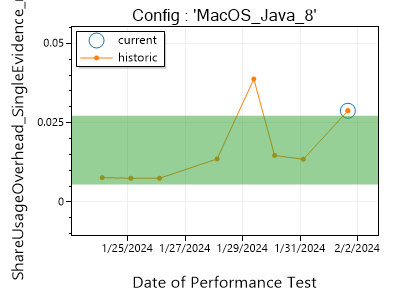 Config : 'MacOS_Java_8'
current
historic
0.05
0.025
0
ShareUsageOverhead_SingleEvidence_
1/25/2024
1/27/2024
1/29/2024
1/31/2024
2/2/2024
Date of Performance Test